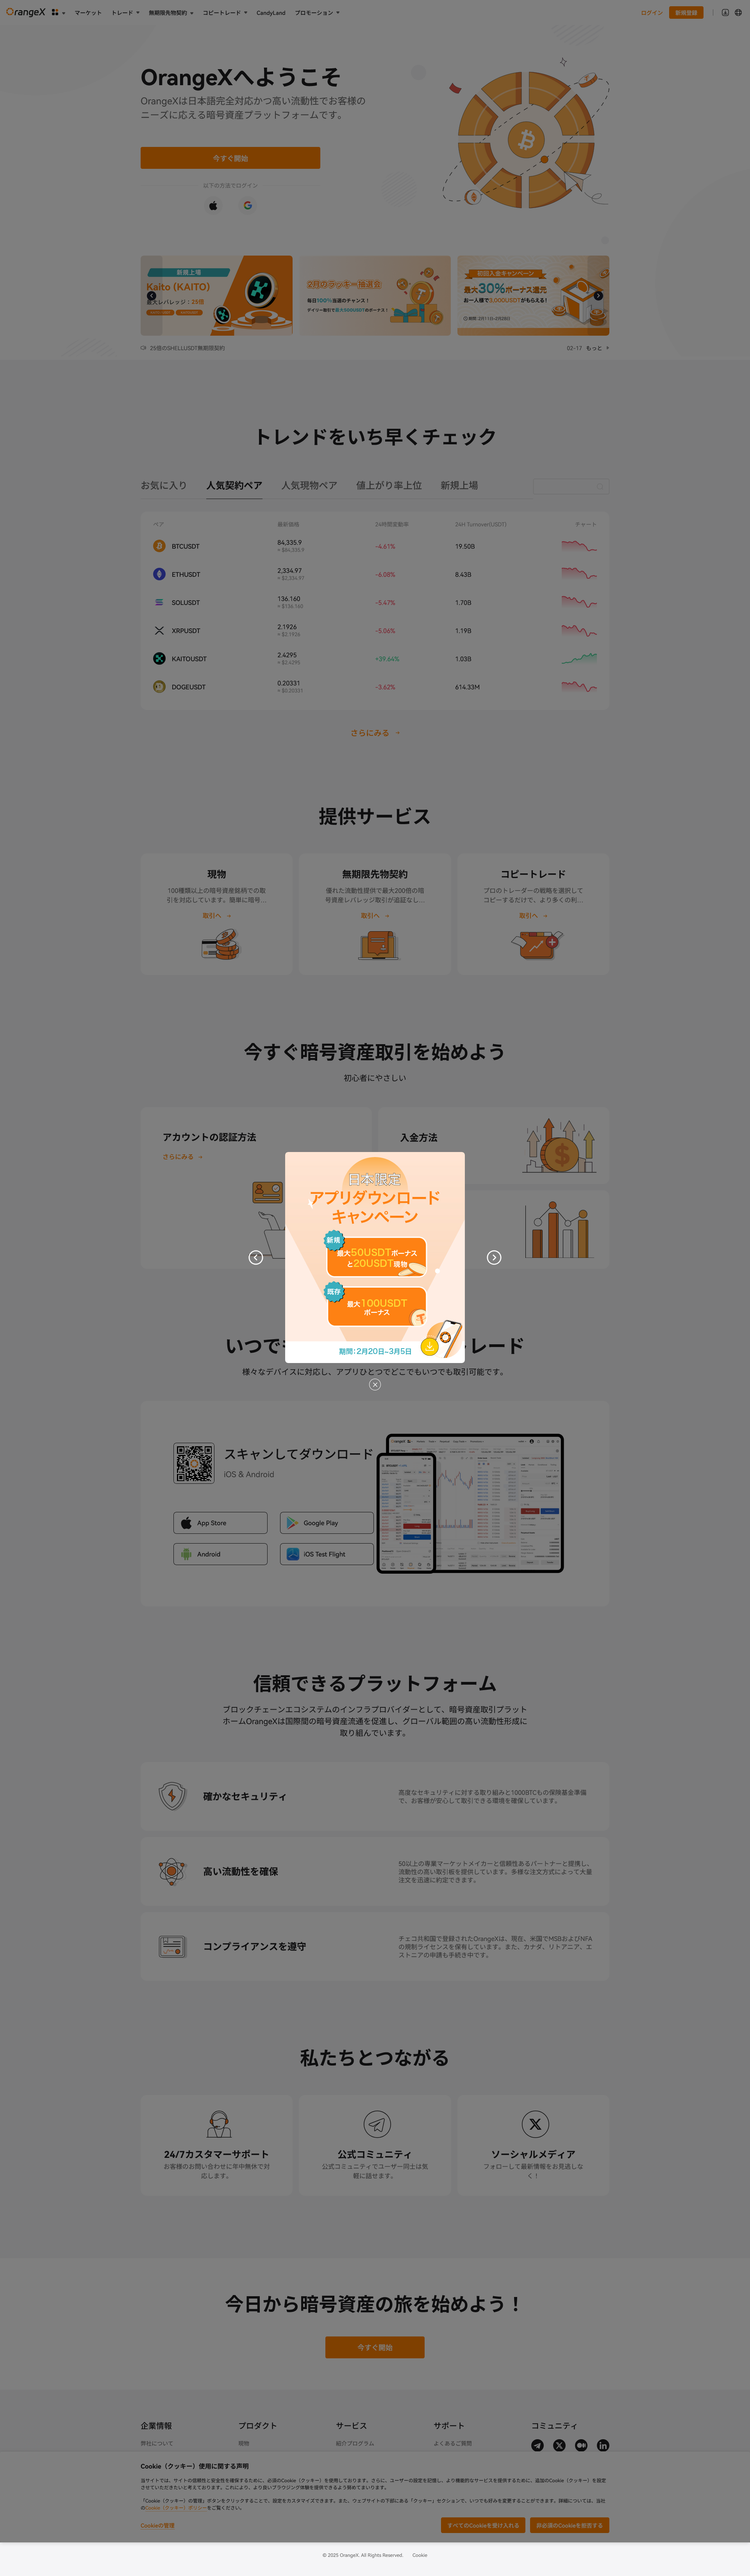 OrangeX
マーケット
トレード
無期限先物契約
コピートレード
CandyLand
プロモーション
ログイン
新規登録
OrangeXへようこそ
OrangeXは日本語完全対応かつ高い流動性でお客様の
ニーズに応える暗号資産プラットフォームです。
今すぐ開始
以下の方法でログイン
新規上場
Kaito (KAITO)
最大レバレッジ:25倍
2月のラッキー抽選会
毎日100%当選のチャンス!
初回入金キャンペーン
最大30%ボーナス還元
お一人様で3,000USDTがもらえる!
25倍のSHELLUSDT無期限契約
02-17 もっと
トレンドをいち早くチェック
お気に入り
人気契約ペア
人気現物ペア
値上がり率上位
新規上場
ペア
最新価格
24時間変動率
24H Turnover(USDT)
チャート
BTCUSDT
84,335.9
≈ $84,335.9
-4.61%
19.50B
ETHUSDT
2,334.97
≈ $2,334.97
-6.08%
8.43B
SOLUSDT
136.160
≈ $136.160
-5.47%
1.70B
XRPUSDT
2.1926
≈ $2.1926
-5.06%
1.19B
KAITOUSDT
2.4295
≈ $2.4295
+39.64%
1.03B
DOGEUSDT
0.20331
≈ $0.20331
-3.62%
614.33M
さらにみる
提供サービス
現物
100種類以上の暗号資産銘柄での取
引を対応しています。簡単に暗号...
取引へ
無期限先物契約
優れた流動性提供で最大200倍の暗
号資産レバレッジ取引が追証なし...
取引へ
コピートレード
プロのトレーダーの戦略を選択して
コピーするだけで、より多くの利...
取引へ
今すぐ暗号資産取引を始めよう
初心者にやさしい
アカウントの認証方法
さらにみる
入金方法
日本限定
アプリダウンロード
キャンペーン
新規
最大50USDTボーナス
と20USDT現物
既存
最大100USDT
ボーナス
期間:2月20日~3月5日
いつでも
トレード
様々なデバイスに対応し、アプリひとつでどこでもいつでも取引可能です。
スキャンしてダウンロード
iOS & Android
App Store
Google Play
Android
iOS Test Flight
信頼できるプラットフォーム
ブロックチェーンエコシステムのインフラプロバイダーとして、暗号資産取引プラット
ホームOrangeXは国際間の暗号資産流通を促進し、グローバル範囲の高い流動性形成に
取り組んでいます。
確かなセキュリティ
高度なセキュリティに対する取り組みと1000BTCもの保険基金準備
で、お客様が安心して取引できる環境を確保しています。
高い流動性を確保
50以上の専業マーケットメイカーと信頼性あるパートナーと提携し、
流動性の高い取引板を提供しています。多様な注文方式によって大量
注文を迅速に約定できます。
コンプライアンスを遵守
チェコ共和国で登録されたOrangeXは、現在、米国でMSBおよびNFA
の規制ライセンスを保有しています。また、カナダ、リトアニア、エ
ストニアの申請も手続き中です。
私たちとつながる
24/7カスタマーサポート
お客様のお問い合わせに年中無休で対
応します。
公式コミュニティ
公式コミュニティでユーザー同士は気
軽に話せます。
ソーシャルメディア
フォローして最新情報をお見逃しな
く!
今日から暗号資産の旅を始めよう!
今すぐ開始
企業情報
プロダクト
サービス
サポート
コミュニティ
弊社について
現物
紹介プログラム
よくあるご質問
Cookie(クッキー)使用に関する声明
当サイトでは、サイトの信頼性と安全性を確保するために、必須のCookie(クッキー)を使用しております。さらに、ユーザーの設定を記憶し、より機能的なサービスを提供するために、追加のCookie(クッキー)を設定
させていただきたいと考えております。これにより、より良いブラウジング体験を提供できるよう努めてまいります。
「Cookie(クッキー)の管理」ボタンをクリックすることで、設定をカスタマイズできます。また、ウェブサイトの下部にある「クッキー」セクションで、いつでも好みを変更することができます。詳細については、当社
のCookie(クッキー)ポリシーをご覧ください。
Cookieの管理
すべてのCookieを受け入れる
非必須のCookieを拒否する
© 2025 OrangeX. All Rights Reserved.
Cookie